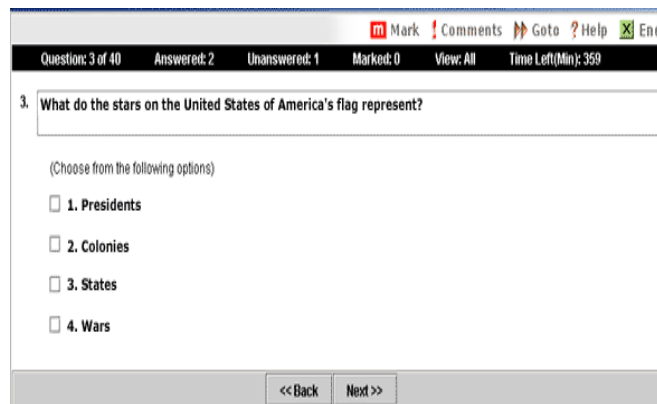 m Mark ! Comments Goto ? Help X En
Question: 3 of 40 Answered: 2 Unanswered: 1 Marked: 0 View: All Time Left(Min): 359
3. What do the stars on the United States of America's flag represent?
(Choose from the following options)
1. Presidents
2. Colonies
3. States
4. Wars
<< Back Next >>